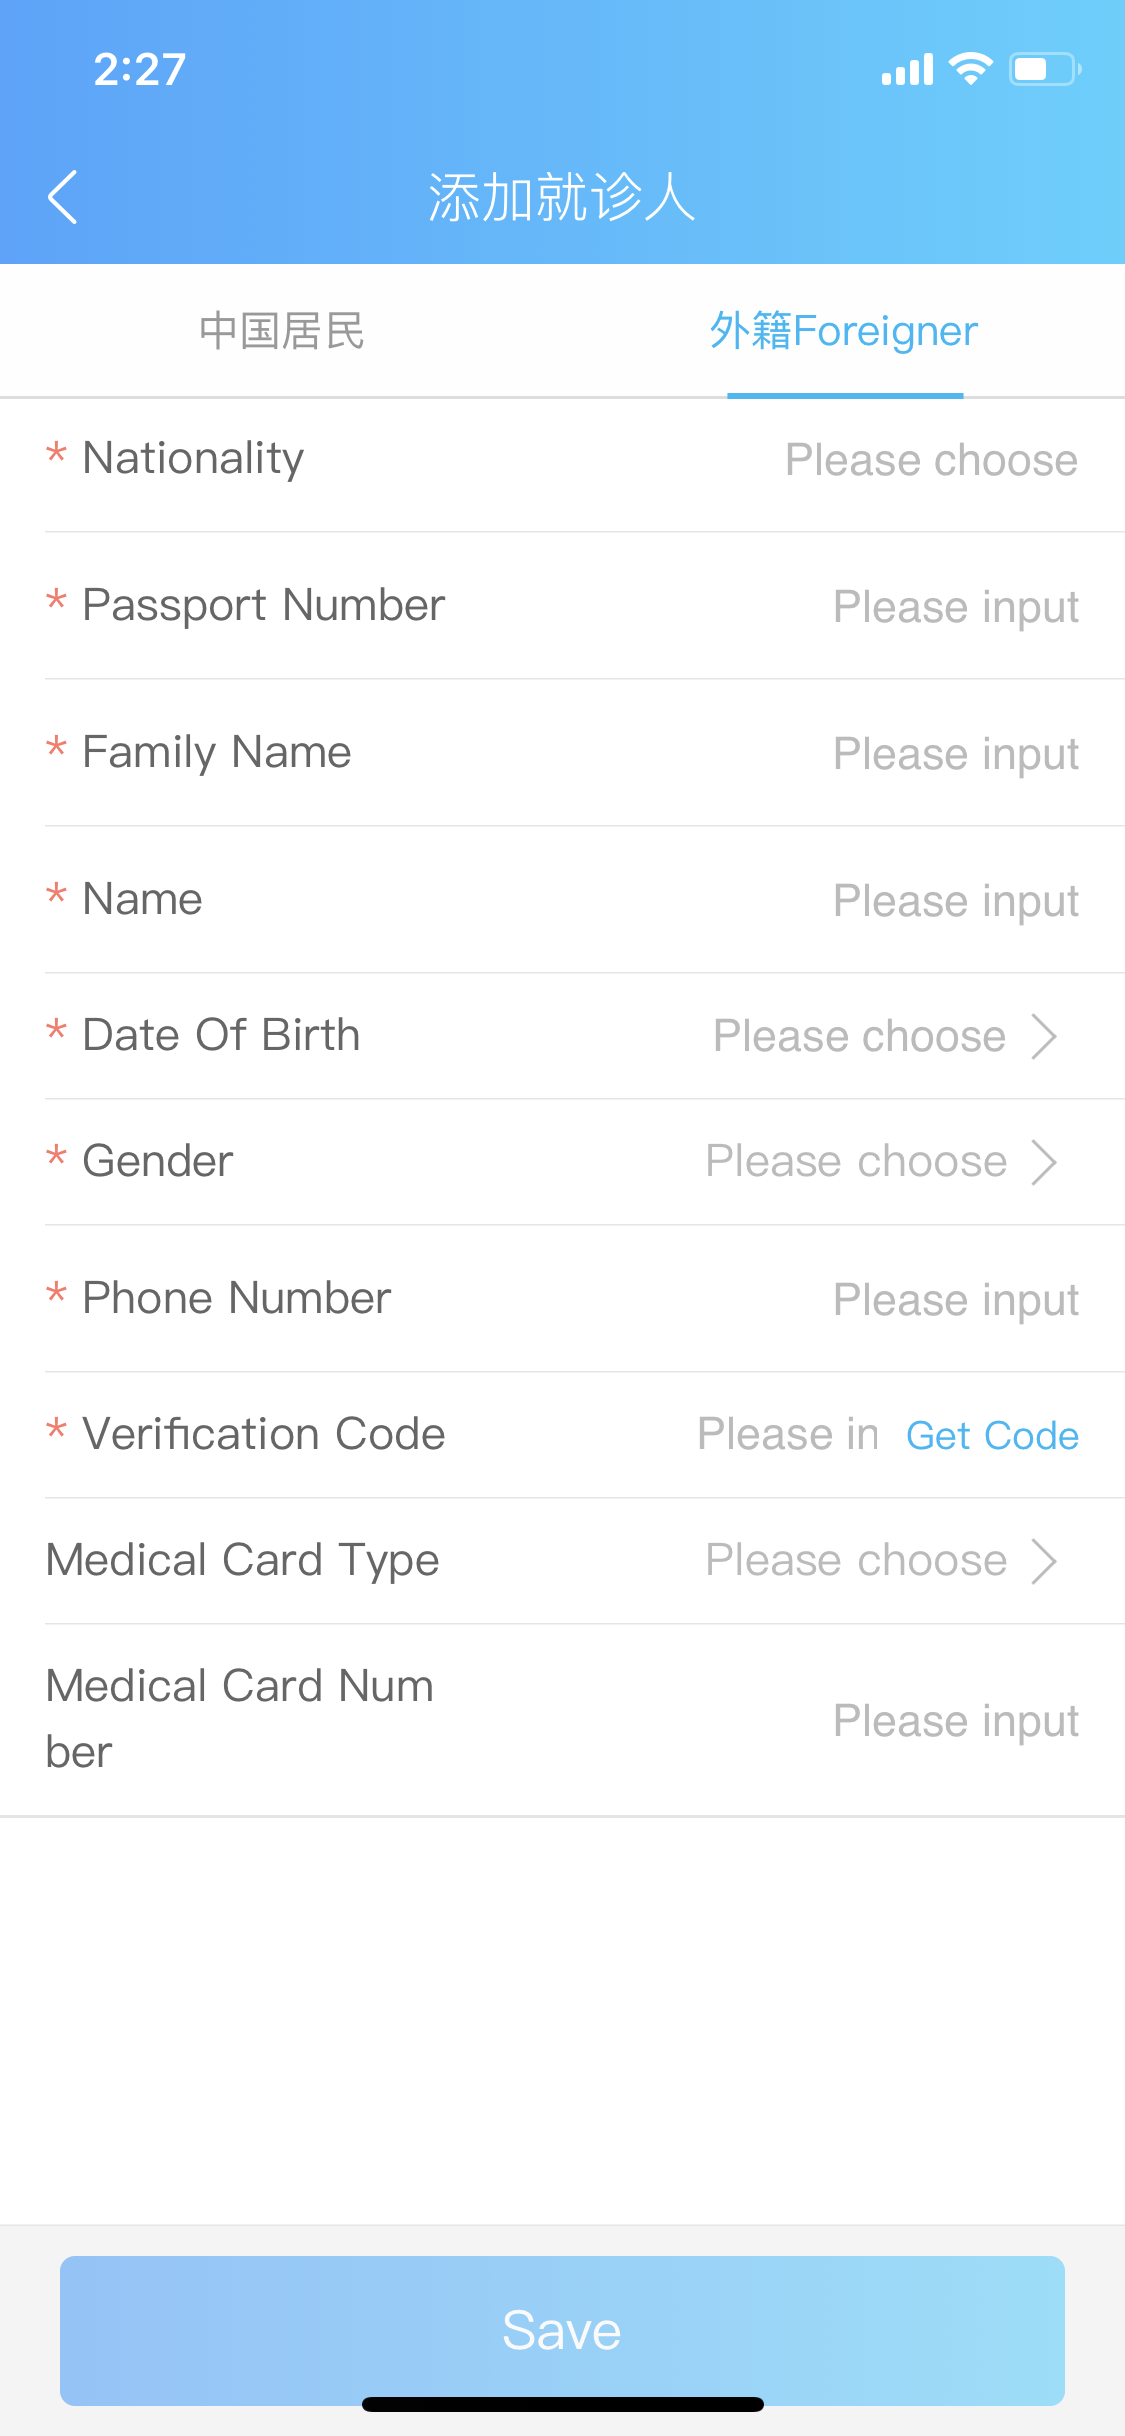 2:27
添加就诊人
中国居民
外籍Foreigner
* Nationality
Please choose
* Passport Number
Please input
* Family Name
Please input
* Name
Please input
* Date Of Birth
Please choose
* Gender
Please choose
* Phone Number
Please input
* Verification Code
Please in
Get Code
Medical Card Type
Please choose
Medical Card Num
ber
Please input
Save